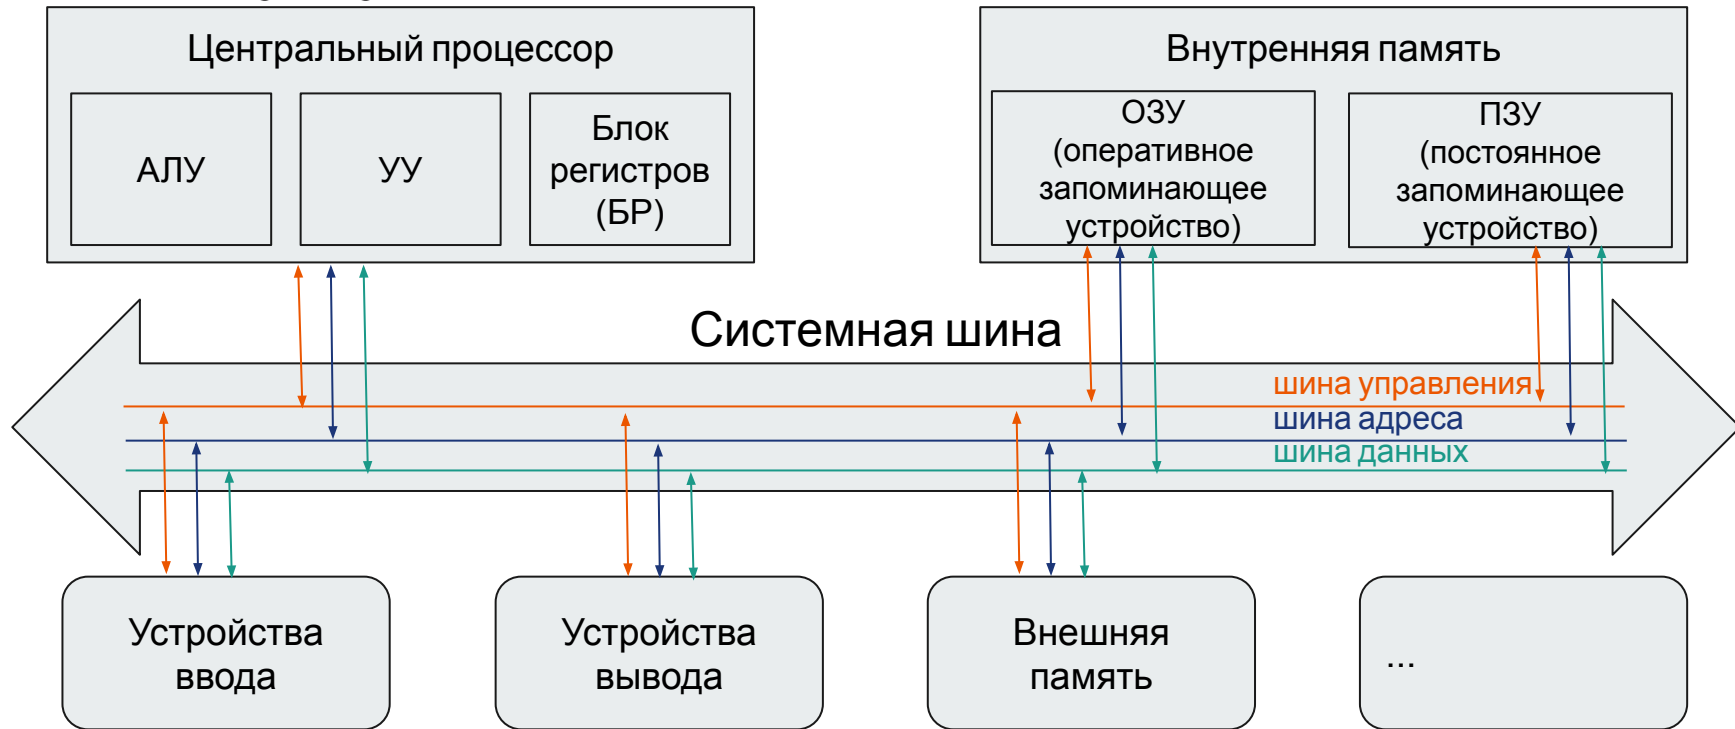 Центральный процессор
Внутренняя память
АЛУ
УУ
Блок
регистров
(БР)
ОЗУ
(оперативное
запоминающее
устройство)
ПЗУ
(постоянное
запоминающее
устройство)
Системная шина
шина управления
шина адреса
шина данных
Устройства
ввода
Устройства
вывода
Внешняя
память
...